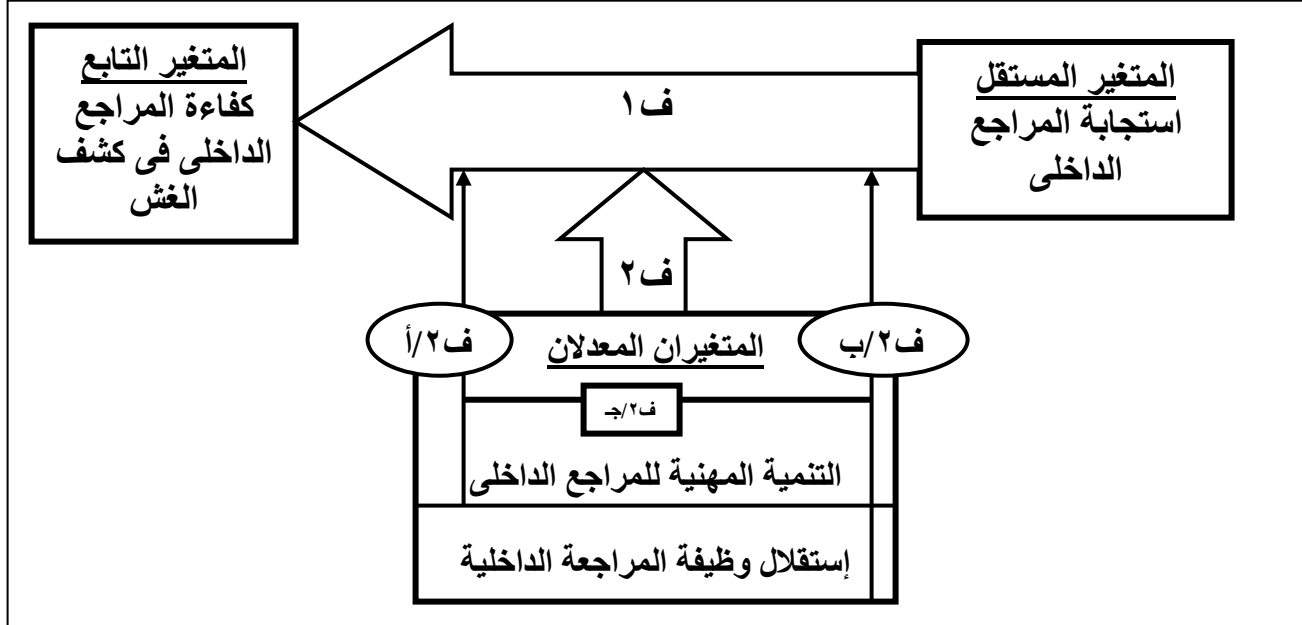 المتغير المستقل
استجابة المراجع
الداخلى
ف١
المتغير التابع
كفاءة المراجع
الداخلى فى كشف
الغش
ف٢
ف٢/ب
المتغيران المعدلان
ف٢/أ
ف٢/جـ
التنمية المهنية للمراجع الداخلى
إستقلال وظيفة المراجعة الداخلية